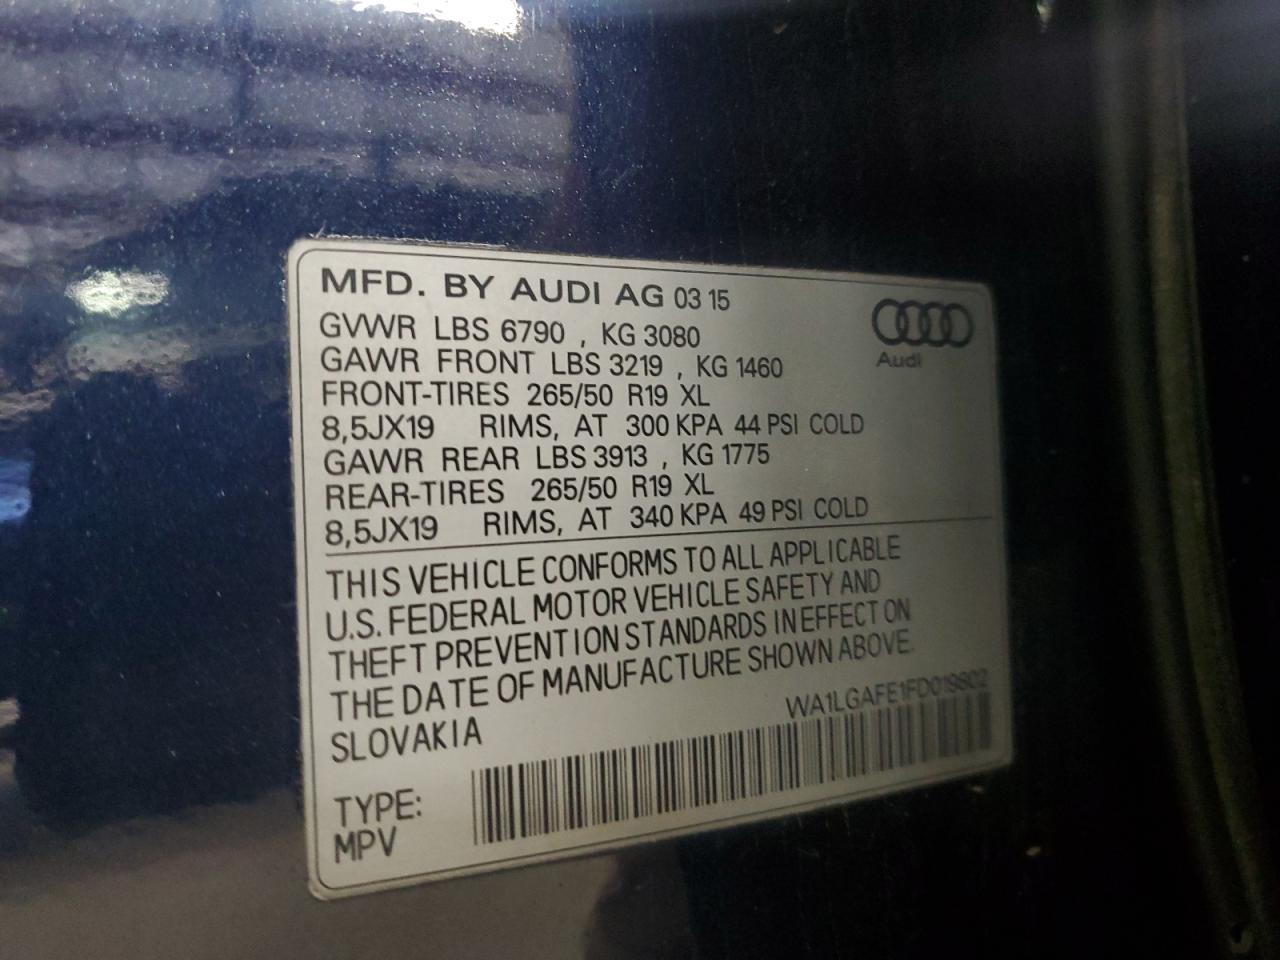 MFD. BY AUDI AG 03 15
GVWR LBS 6790 , KG 3080
GAWR FRONT LBS 3219 , KG 1460
FRONT-TIRES 265/50 R19 XL
8,5JX19 RIMS, AT 300 KPA 44 PSI COLD
GAWR REAR LBS 3913 , KG 1775
REAR-TIRES 265/50 R19 XL
8,5JX19 RIMS, AT 340 KPA 49 PSI COLD
Audi
THIS VEHICLE CONFORMS TO ALL APPLICABLE
U.S. FEDERAL MOTOR VEHICLE SAFETY AND
THEFT PREVENTION STANDARDS IN EFFECT ON
THE DATE OF MANUFACTURE SHOWN ABOVE.
SLOVAKIA
WA1LGAFE1FD019802
TYPE:
MPV